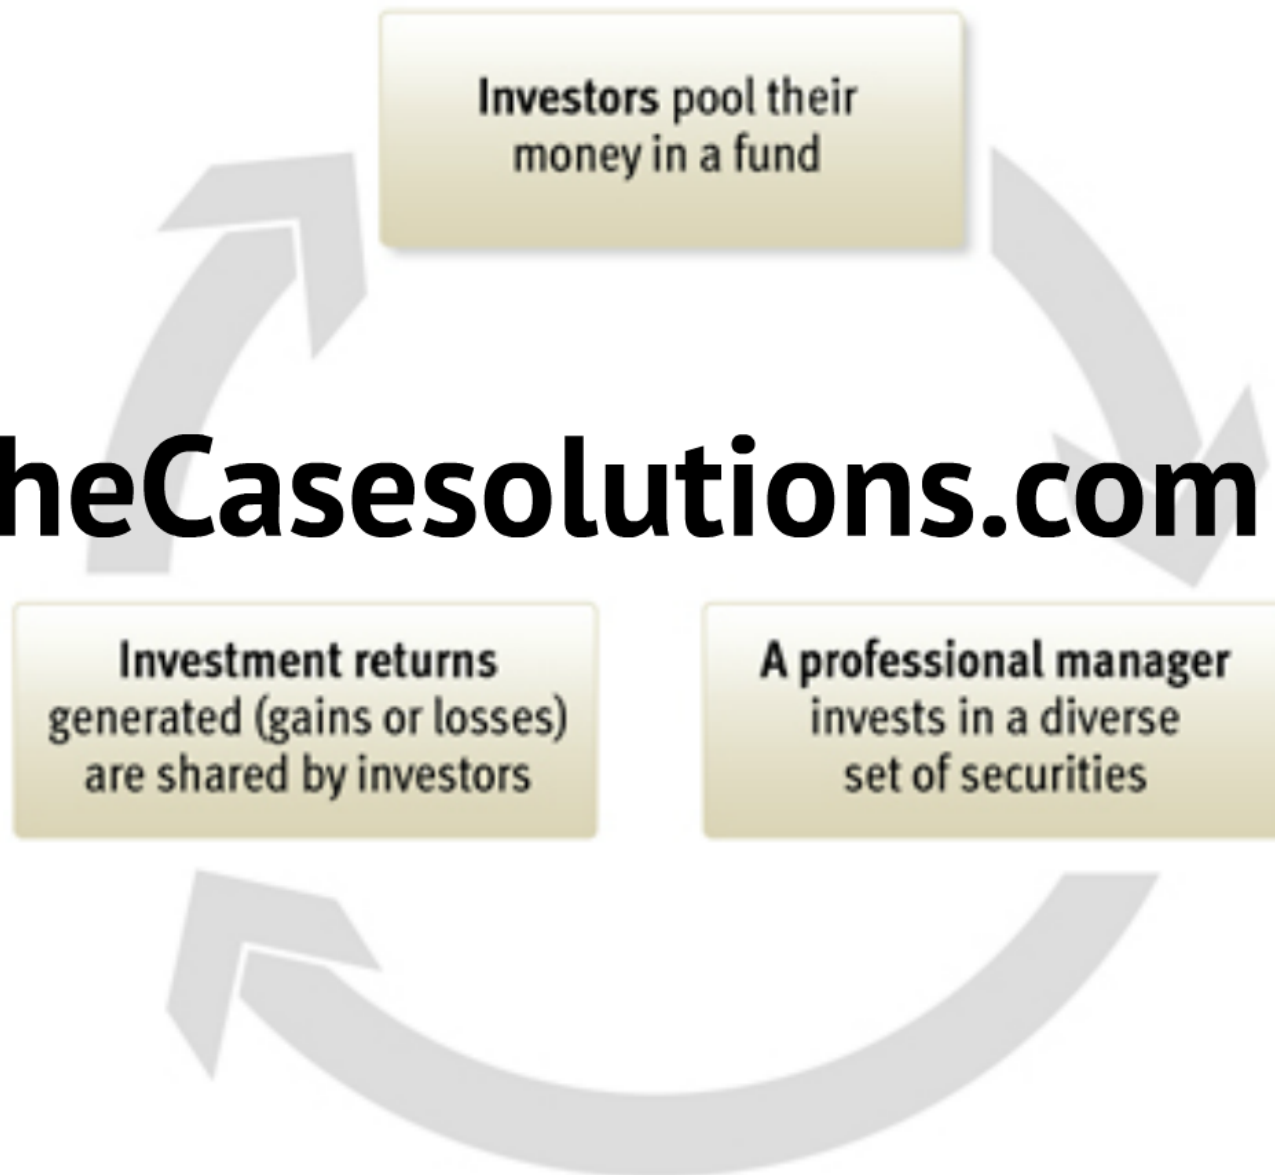 Investors pool their
money in a fund
heCasesolutions.com
Investment returns
generated (gains or losses)
are shared by investors
A professional manager
invests in a diverse
set of securities